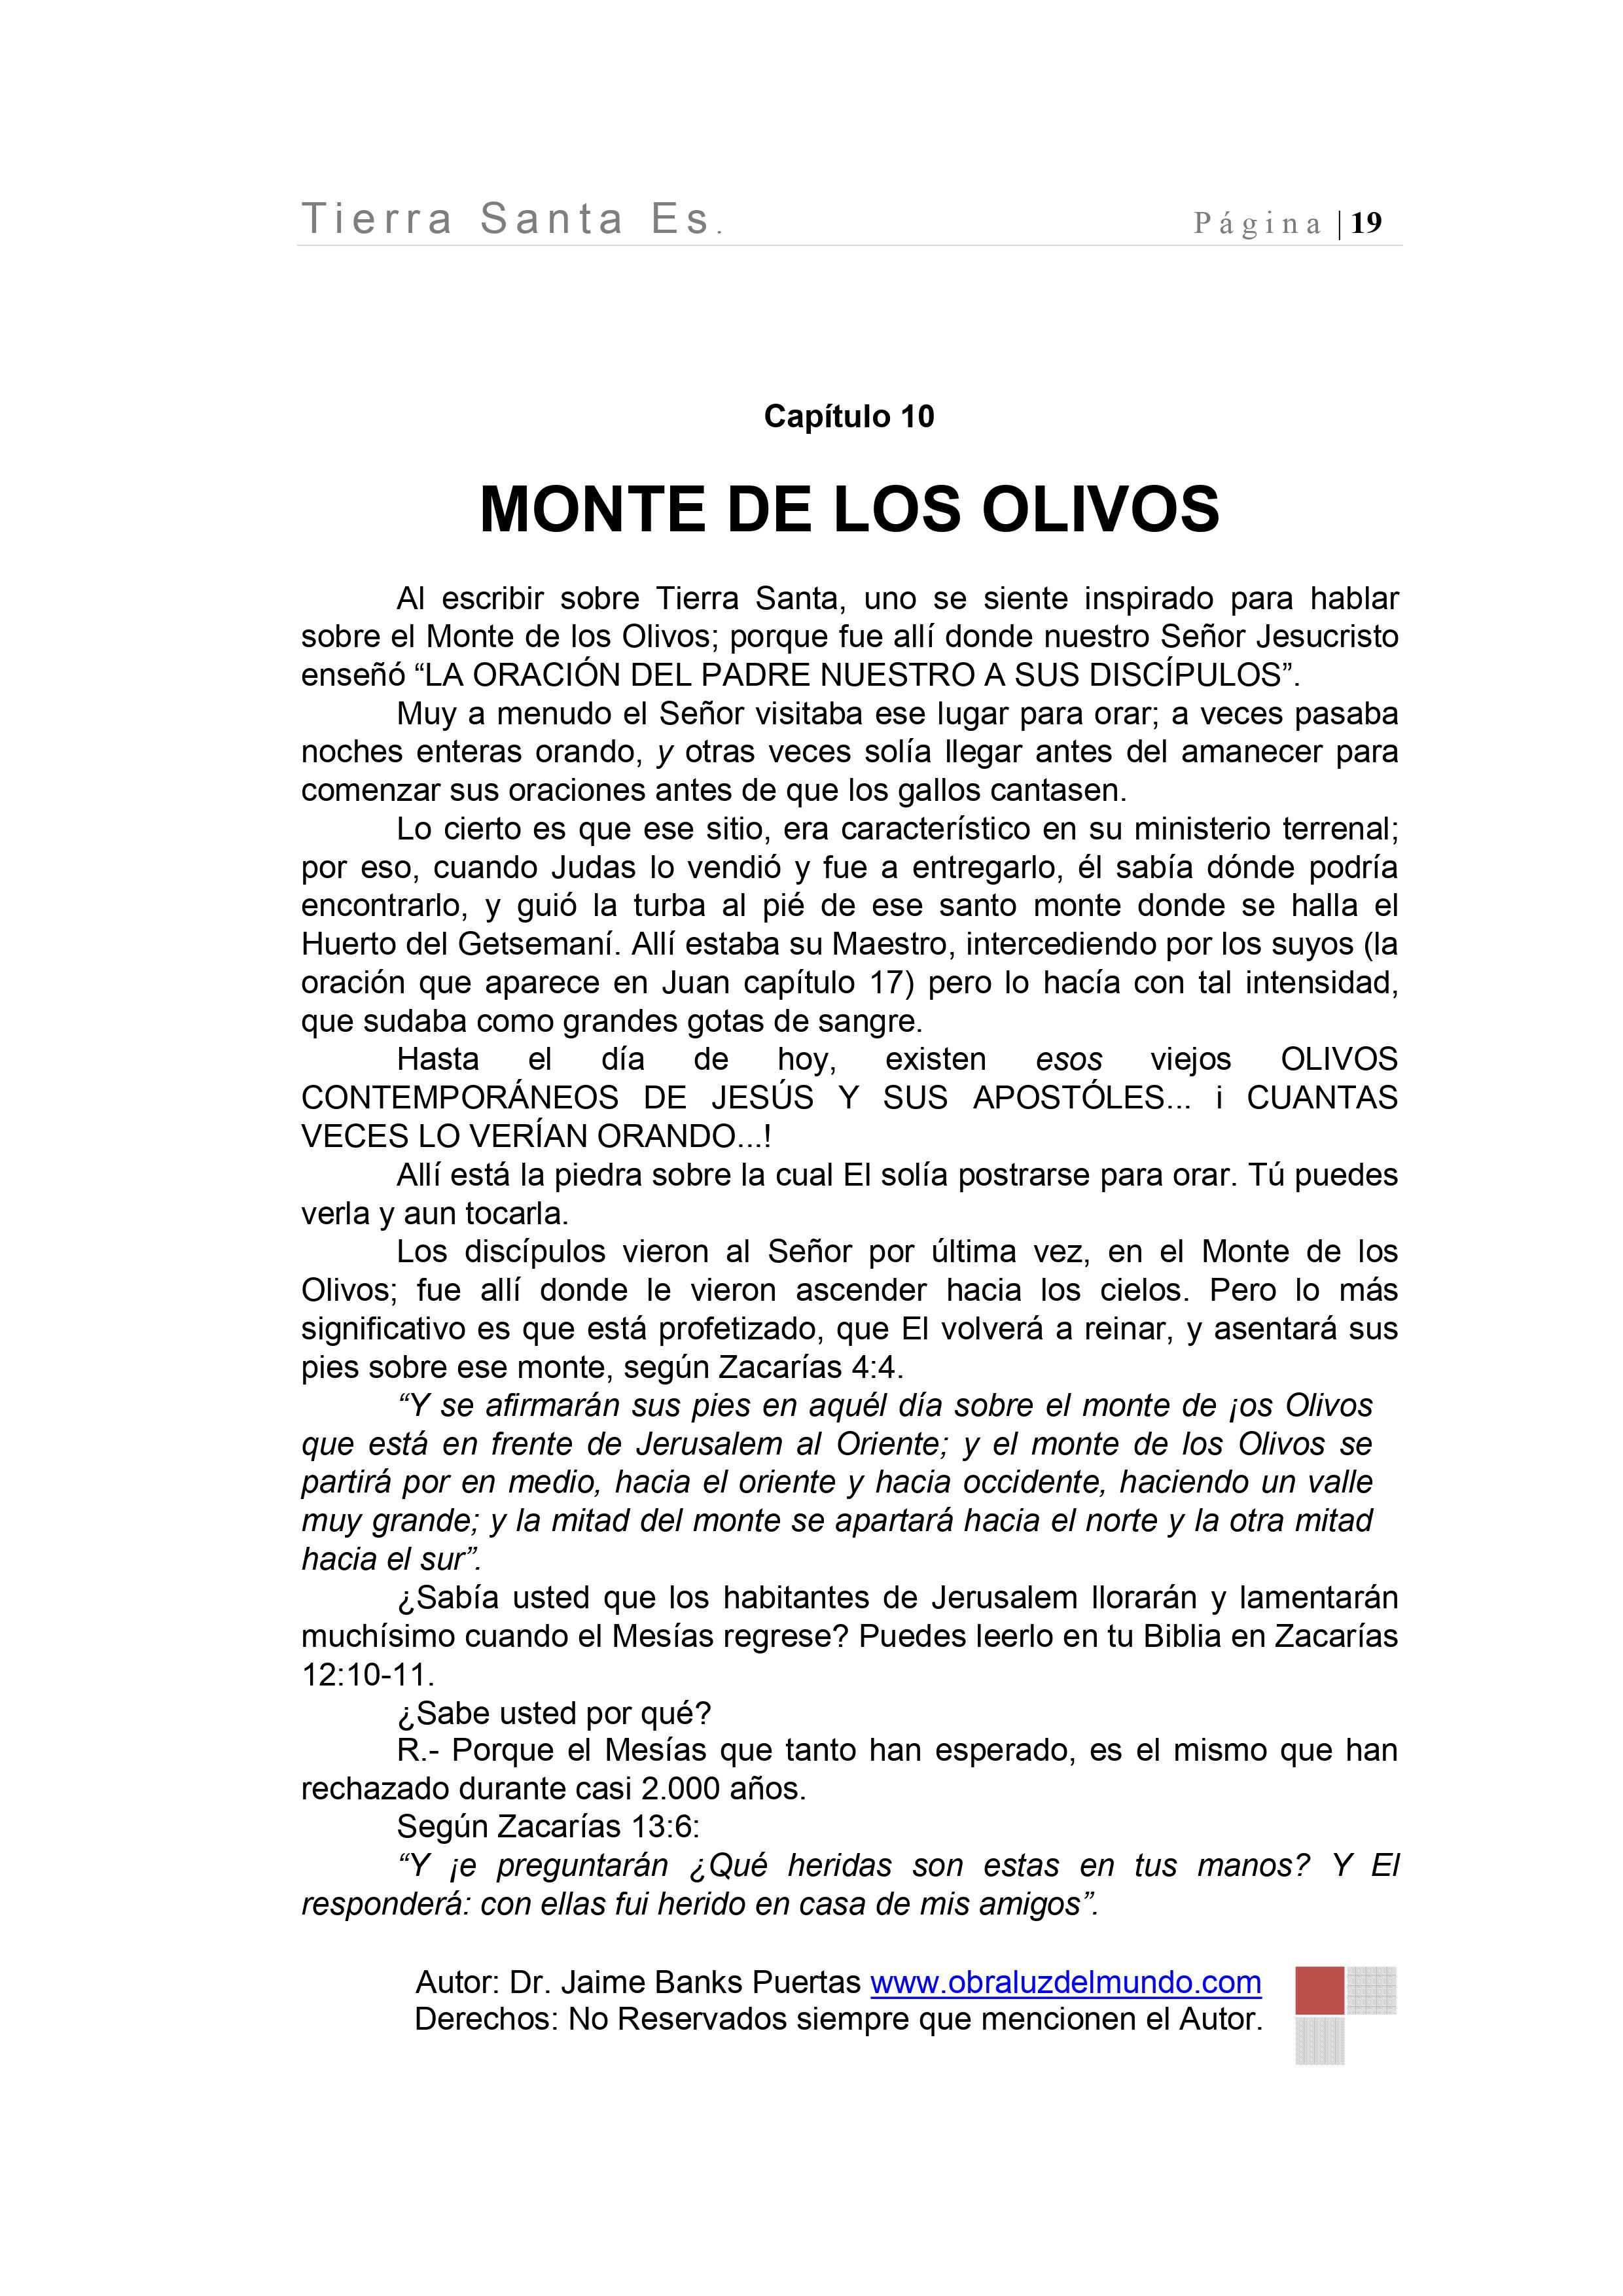 Tierra Santa Es. Página | 19
Capítulo 10
MONTE DE LOS OLIVOS
Al escribir sobre Tierra Santa, uno se siente inspirado para hablar
sobre el Monte de los Olivos; porque fue allí donde nuestro Señor Jesucristo
enseñó “LA ORACIÓN DEL PADRE NUESTRO A SUS DISCÍPULOS”.
Muy a menudo el Señor visitaba ese lugar para orar; a veces pasaba
noches enteras orando, y otras veces solía llegar antes del amanecer para
comenzar sus oraciones antes de que los gallos cantasen.
Lo cierto es que ese sitio, era característico en su ministerio terrenal;
por eso, cuando Judas lo vendió y fue a entregarlo, él sabía dónde podría
encontrarlo, y guió la turba al pié de ese santo monte donde se halla el
Huerto del Getsemaní. Allí estaba su Maestro, intercediendo por los suyos (la
oración que aparece en Juan capítulo 17) pero lo hacía con tal intensidad,
que sudaba como grandes gotas de sangre.
Hasta el día de hoy, existen esos viejos OLIVOS
CONTEMPORÁNEOS DE JESÚS Y SUS APOSTÓLES... i CUANTAS
VECES LO VERÍAN ORANDO...!
Allí está la piedra sobre la cual El solía postrarse para orar. Tú puedes
verla y aun tocarla.
Los discípulos vieron al Señor por última vez, en el Monte de los
Olivos; fue allí donde le vieron ascender hacia los cielos. Pero lo más
significativo es que está profetizado, que El volverá a reinar, y asentará sus
pies sobre ese monte, según Zacarías 4:4.
“Y se afirmarán sus pies en aquél día sobre el monte de ¡os Olivos
que está en frente de Jerusalem al Oriente; y el monte de los Olivos se
partirá por en medio, hacia el oriente y hacia occidente, haciendo un valle
muy grande; y la mitad del monte se apartará hacia el norte y la otra mitad
hacia el sur”.
¿Sabía usted que los habitantes de Jerusalem llorarán y lamentarán
muchísimo cuando el Mesías regrese? Puedes leerlo en tu Biblia en Zacarías
12:10-11.
¿Sabe usted por qué?
R.- Porque el Mesías que tanto han esperado, es el mismo que han
rechazado durante casi 2.000 años.
Según Zacarías 13:6:
“Y ¡e preguntarán ¿Qué heridas son estas en tus manos? Y El
responderá: con ellas fui herido en casa de mis amigos”.
Autor: Dr. Jaime Banks Puertas www.obraluzdelmundo.com
Derechos: No Reservados siempre que mencionen el Autor.